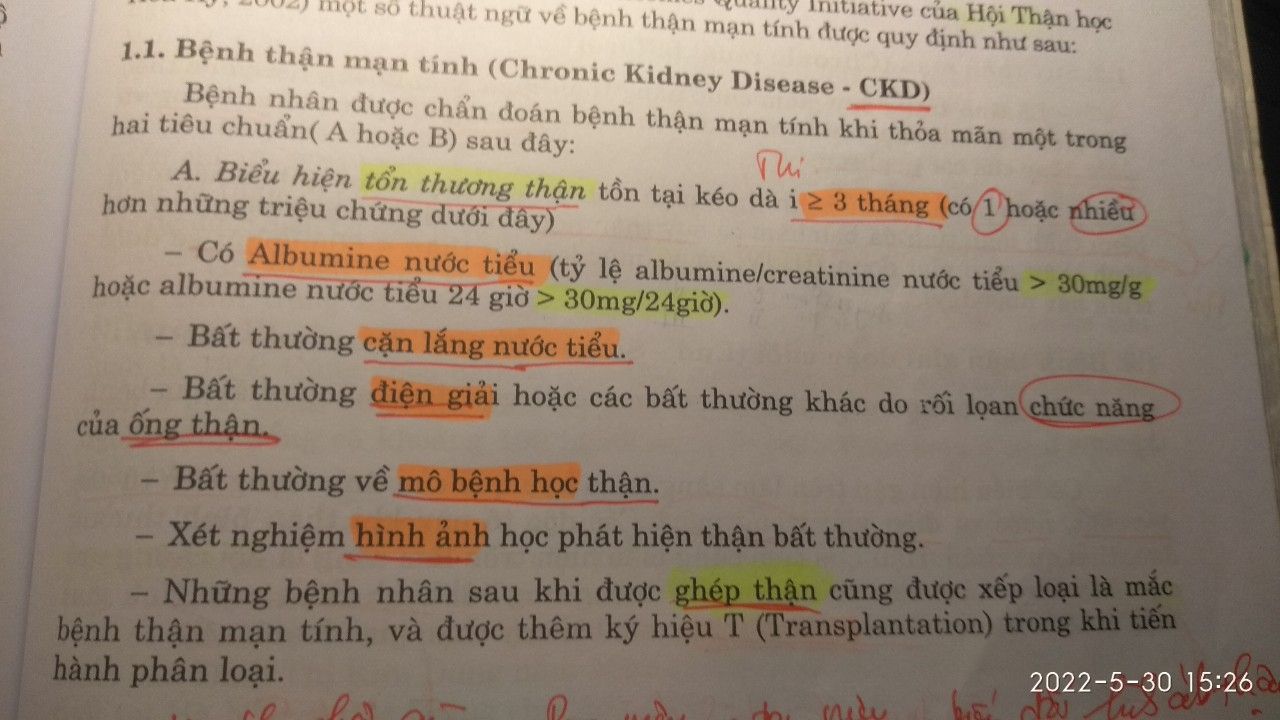 2002) một số thuật ngữ về bệnh thận mạn tính được quy định như sau:
Quality Initiative của Hội Thận học
1.1. Bệnh thận mạn tính (Chronic Kidney Disease - CKD)
Bệnh nhân được chẩn đoán bệnh thận mạn tính khi thỏa mãn một trong
hai tiêu chuẩn( A hoặc B) sau đây:
Thi
A. Biểu hiện tổn thương thận tồn tại kéo dà i ≥ 3 tháng (có 1 hoặc nhiều
hơn những triệu chứng dưới đây)
– Có Albumine nước tiểu (tỷ lệ albumine/creatinine nước tiểu > 30mg/g
hoặc albumine nước tiểu 24 giờ > 30mg/24giờ).
– Bất thường cặn lắng nước tiểu.
– Bất thường điện giải hoặc các bất thường khác do rối lọan chức năng
của ống thận.
– Bất thường về mô bệnh học thận.
– Xét nghiệm hình ảnh học phát hiện thận bất thường.
– Những bệnh nhân sau khi được ghép thận cũng được xếp loại là mắc
bệnh thận mạn tính, và được thêm ký hiệu T (Transplantation) trong khi tiến
hành phân loại.
2022-5-30 15:26